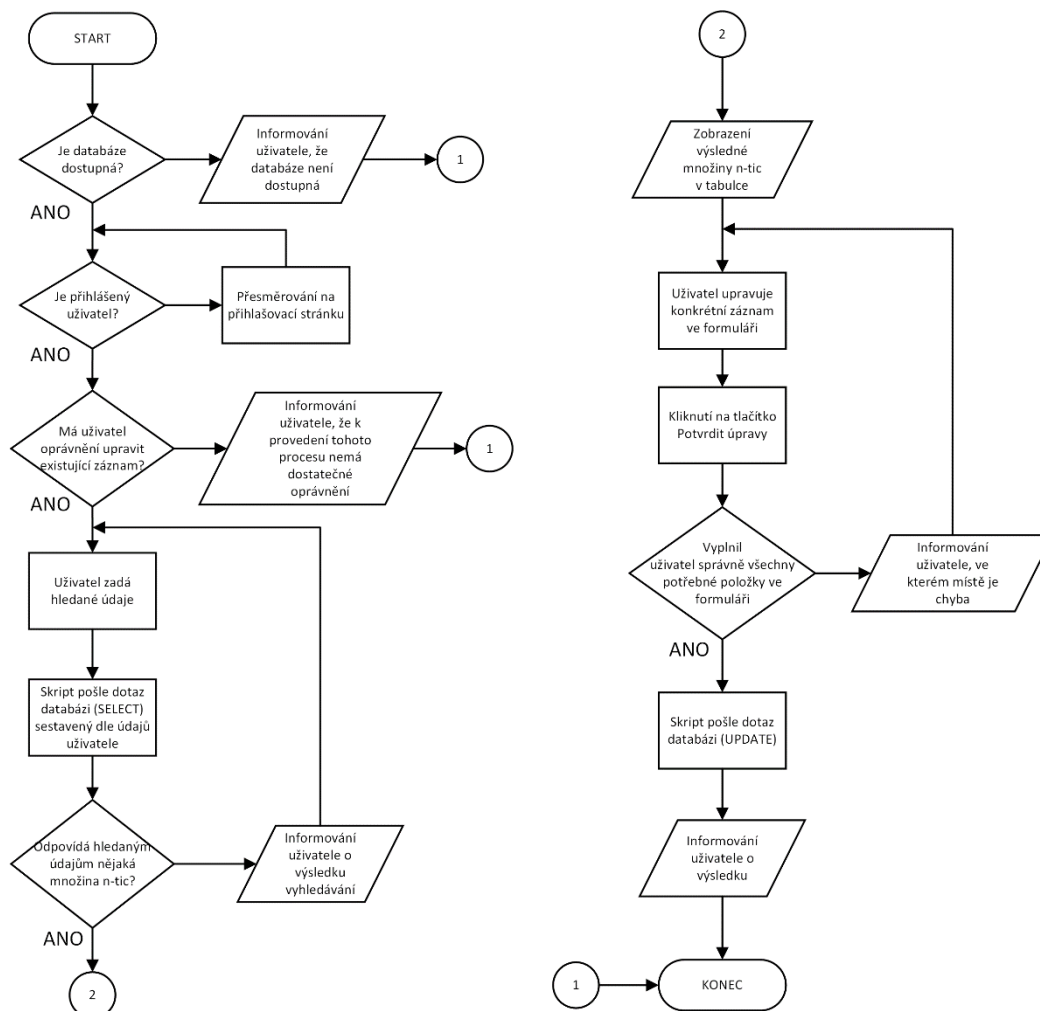 START
Je databáze
dostupná?
Informování
uživatele, že
databáze není
dostupná
1
ANO
Je přihlášený
uživatel?
Přesměrování na
přihlašovací stránku
ANO
Má uživatel
oprávnění upravit
existující záznam?
Informování
uživatele, že k
provedení tohoto
procesu nemá
dostatečné
oprávnění
1
ANO
Uživatel zadá
hledané údaje
Skript pošle dotaz
databázi (SELECT)
sestavený dle údajů
uživatele
Odpovídá hledaným
údajům nějaká
množina n-tic?
Informování
uživatele o
výsledku
vyhledávání
ANO
2
2
Zobrazení
výsledné
množiny n-tic
v tabulce
Uživatel upravuje
konkrétní záznam
ve formuláři
Kliknutí na tlačítko
Potvrdit úpravy
Vyplnil
uživatel správně všechny
potřebné položky ve
formuláři
Informování
uživatele, ve
kterém místě je
chyba
ANO
Skript pošle dotaz
databázi (UPDATE)
Informování
uživatele o
výsledku
1
KONEC